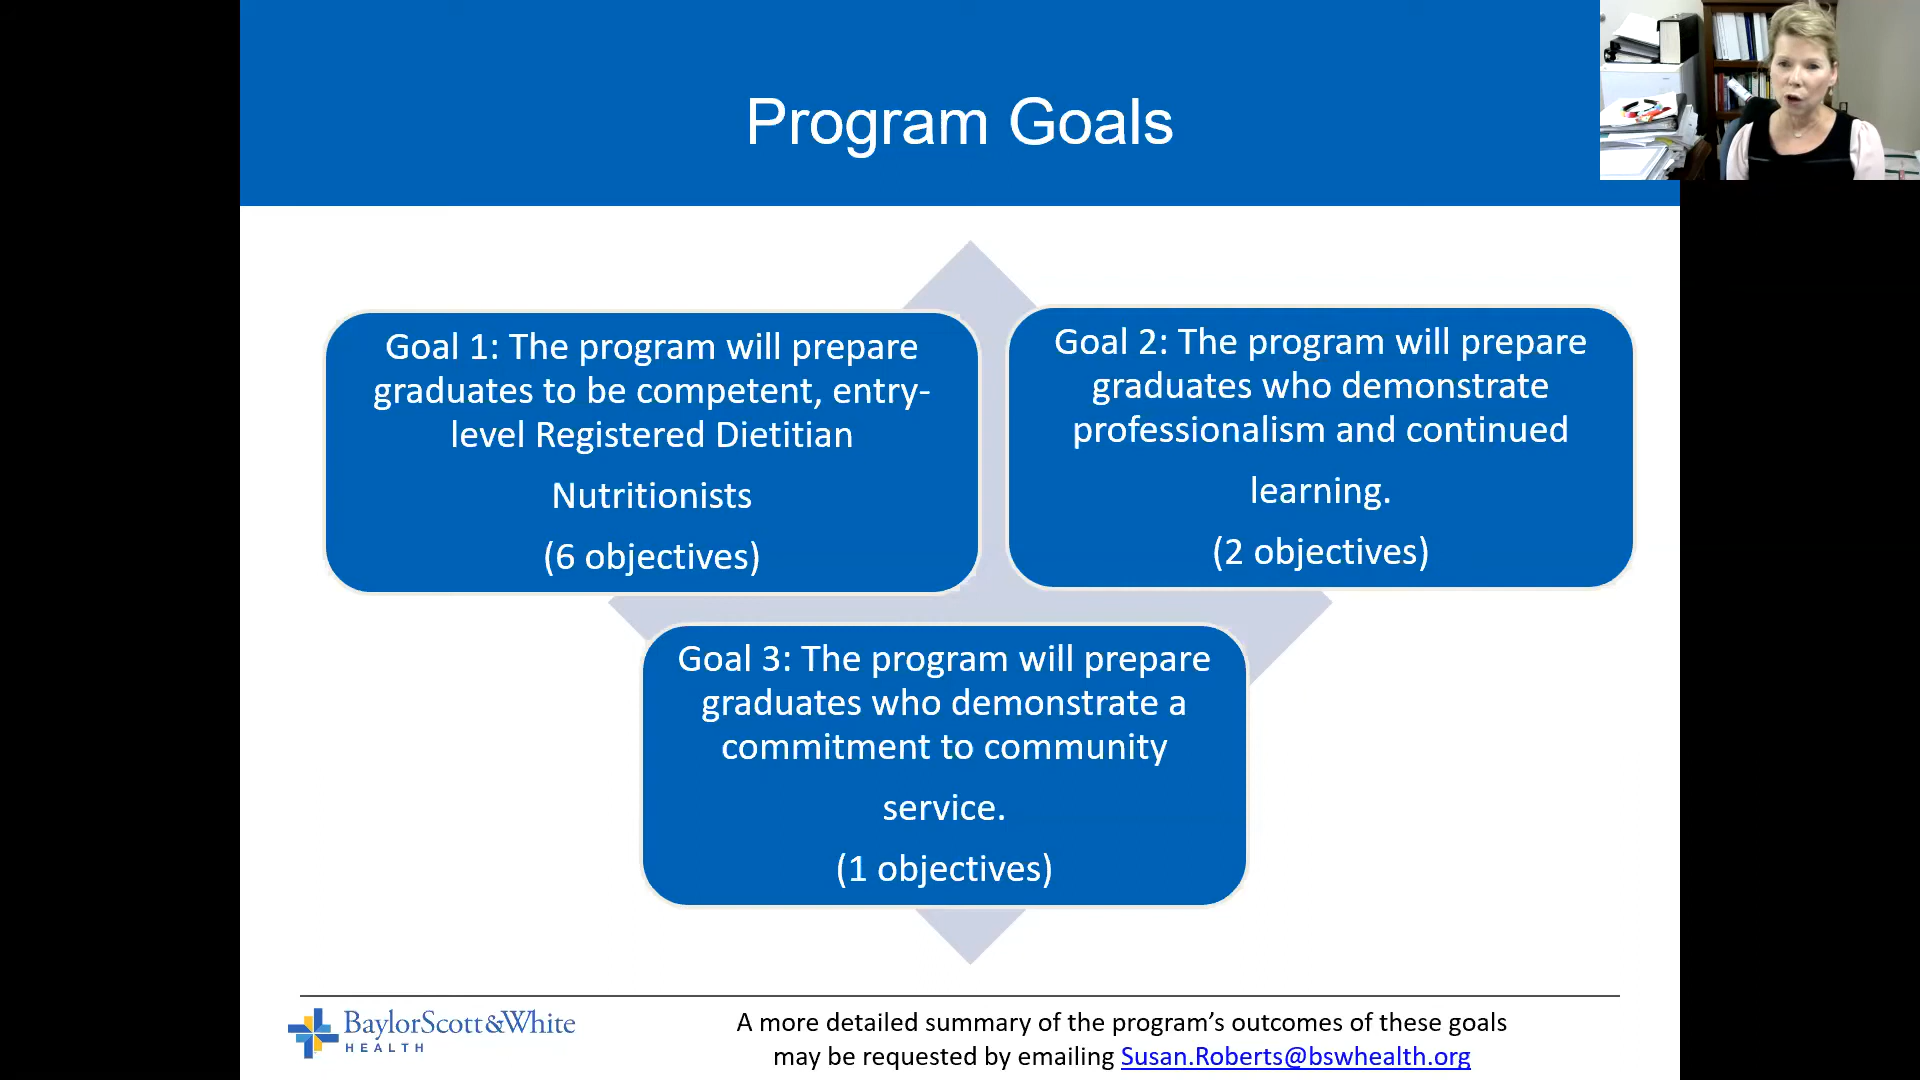 Program Goals
Goal 1: The program will prepare
graduates to be competent, entry-
level Registered Dietitian
Nutritionists
(6 objectives)
Goal 2: The program will prepare
graduates who demonstrate
professionalism and continued
learning.
(2 objectives)
Goal 3: The program will prepare
graduates who demonstrate a
commitment to community
service.
(1 objectives)
BaylorScott&White
HEALTH
A more detailed summary of the program’s outcomes of these goals
may be requested by emailing Susan.Roberts@bswhealth.org